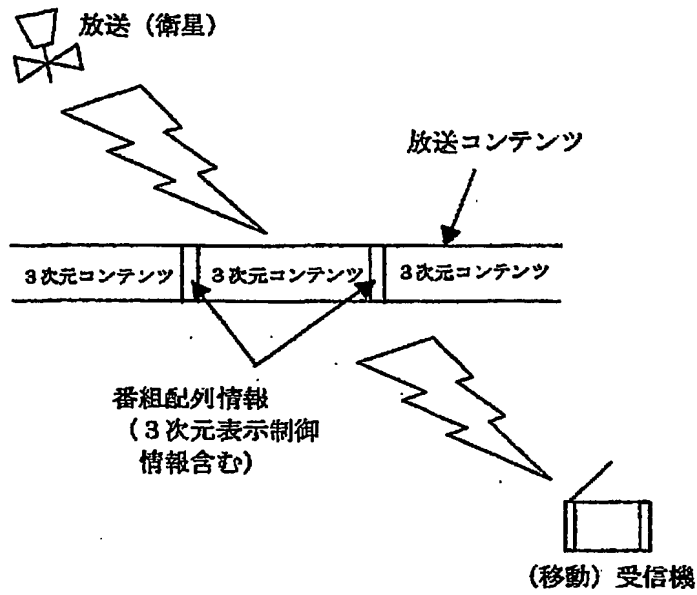 放送（衛星）
放送コンテンツ
３次元コンテンツ
３次元コンテンツ
３次元コンテンツ
番組配列情報
（３次元表示制御
情報含む）
（移動）受信機